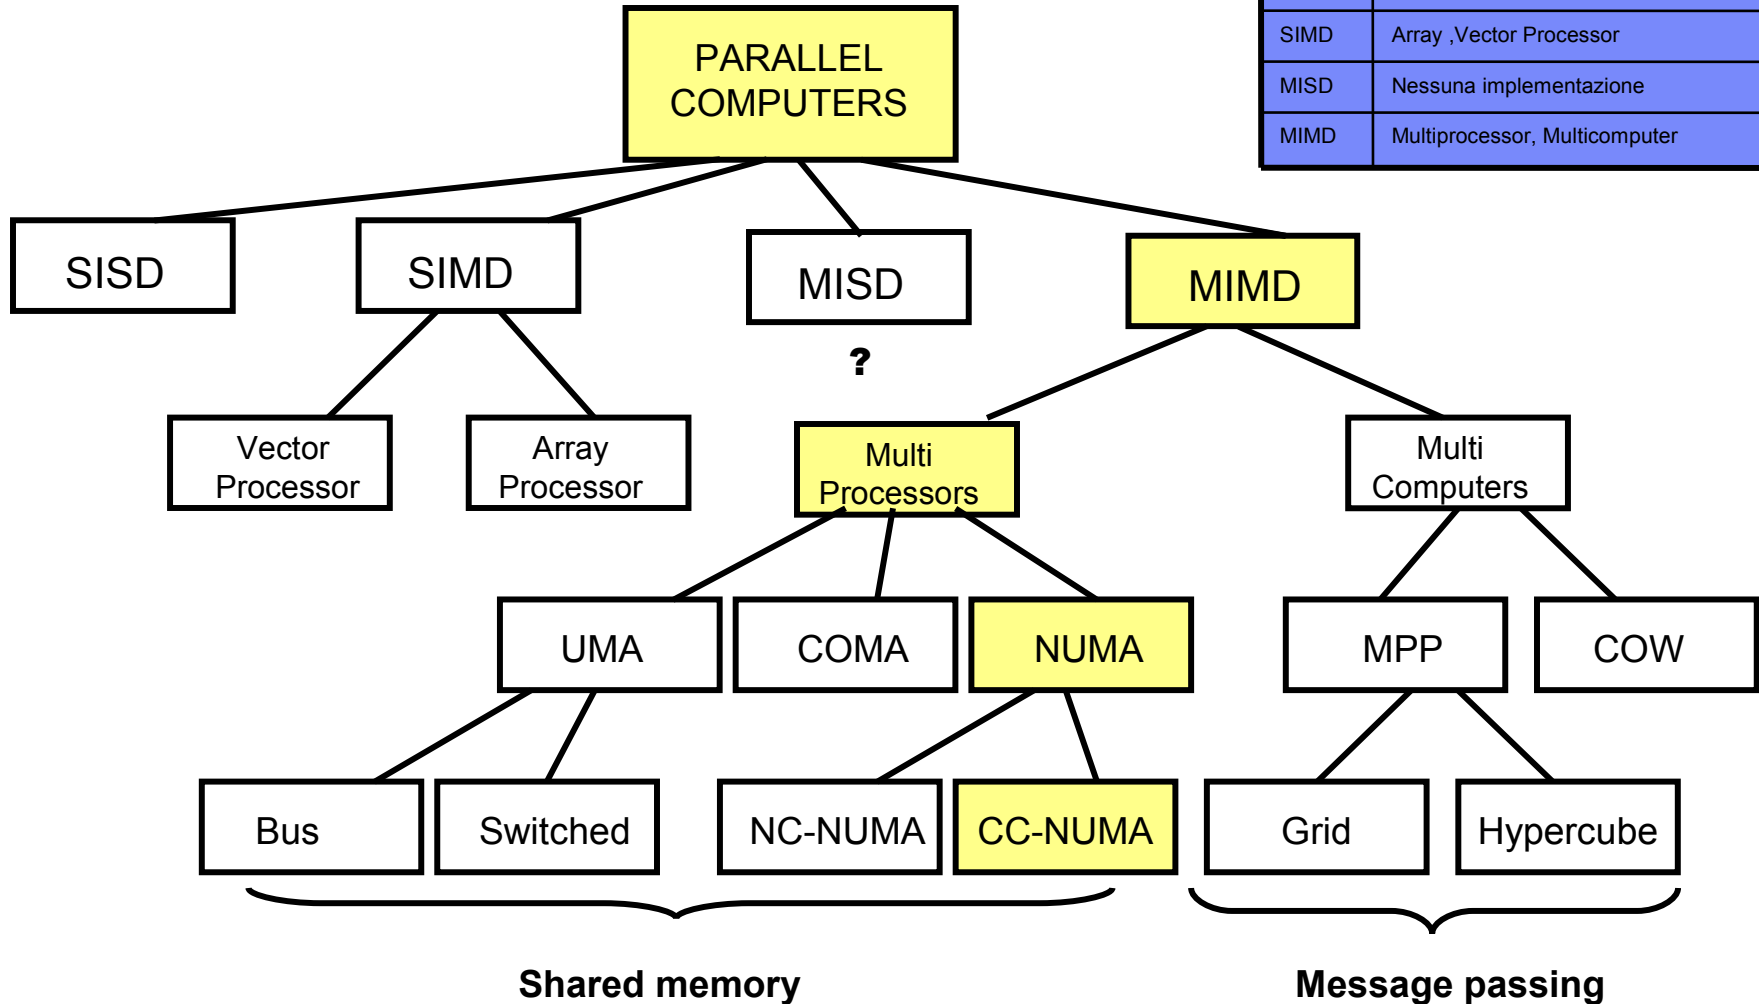 PARALLEL
COMPUTERS
SIMD Array ,Vector Processor
MISD Nessuna implementazione
MIMD Multiprocessor, Multicomputer
SISD SIMD MISD MIMD
?
Vector
Processor
Array
Processor
Multi
Processors
Multi
Computers
UMA COMA NUMA MPP COW
Bus Switched NC-NUMA CC-NUMA Grid Hypercube
Shared memory Message passing